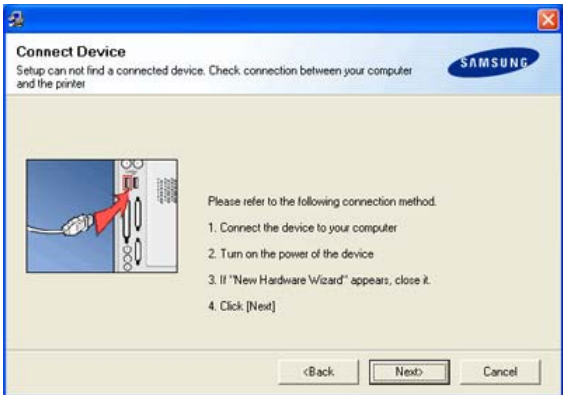 Connect Device
Setup can not find a connected device. Check connection between your computer
and the printer
SAMSUNG
Please refer to the following connection method.
1. Connect the device to your computer
2. Turn on the power of the device
3. If "New Hardware Wizard" appears, close it.
4. Click [Next]
<Back
Next>
Cancel